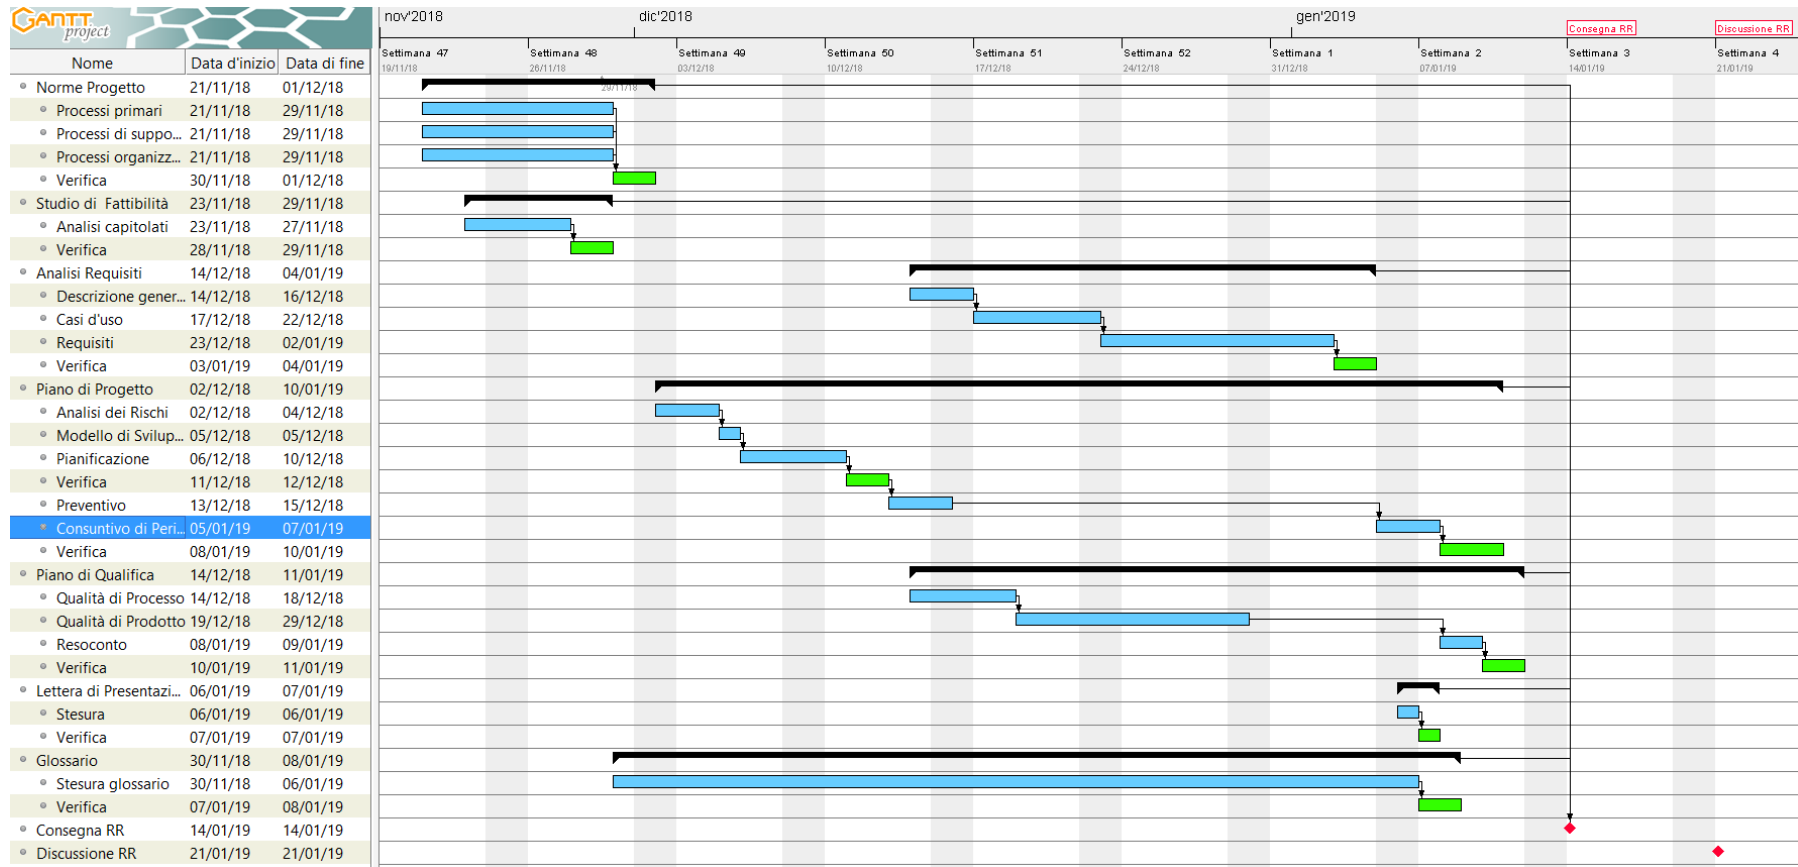 GANTT
project
nov'2018 dic'2018 gen'2019
Consegna RR Discussione RR
Settimana 47 Settimana 48 Settimana 49 Settimana 50 Settimana 51 Settimana 52 Settimana 1 Settimana 2 Settimana 3 Settimana 4
19/11/18 26/11/18 03/12/18 10/12/18 17/12/18 24/12/18 31/12/18 07/01/19 14/01/19 21/01/19
Nome Data d'inizio Data di fine
29/11/18
Norme Progetto 21/11/18 01/12/18
Processi primari 21/11/18 29/11/18
Processi di suppo... 21/11/18 29/11/18
Processi organizz... 21/11/18 29/11/18
Verifica 30/11/18 01/12/18
Studio di Fattibilità 23/11/18 29/11/18
Analisi capitolati 23/11/18 27/11/18
Verifica 28/11/18 29/11/18
Analisi Requisiti 14/12/18 04/01/19
Descrizione gener... 14/12/18 16/12/18
Casi d'uso 17/12/18 22/12/18
Requisiti 23/12/18 02/01/19
Verifica 03/01/19 04/01/19
Piano di Progetto 02/12/18 10/01/19
Analisi dei Rischi 02/12/18 04/12/18
Modello di Svilup... 05/12/18 05/12/18
Pianificazione 06/12/18 10/12/18
Verifica 11/12/18 12/12/18
Preventivo 13/12/18 15/12/18
Consuntivo di Peri... 05/01/19 07/01/19
Verifica 08/01/19 10/01/19
Piano di Qualifica 14/12/18 11/01/19
Qualità di Processo 14/12/18 18/12/18
Qualità di Prodotto 19/12/18 29/12/18
Resoconto 08/01/19 09/01/19
Verifica 10/01/19 11/01/19
Lettera di Presentazi... 06/01/19 07/01/19
Stesura 06/01/19 06/01/19
Verifica 07/01/19 07/01/19
Glossario 30/11/18 08/01/19
Stesura glossario 30/11/18 06/01/19
Verifica 07/01/19 08/01/19
Consegna RR 14/01/19 14/01/19
Discussione RR 21/01/19 21/01/19